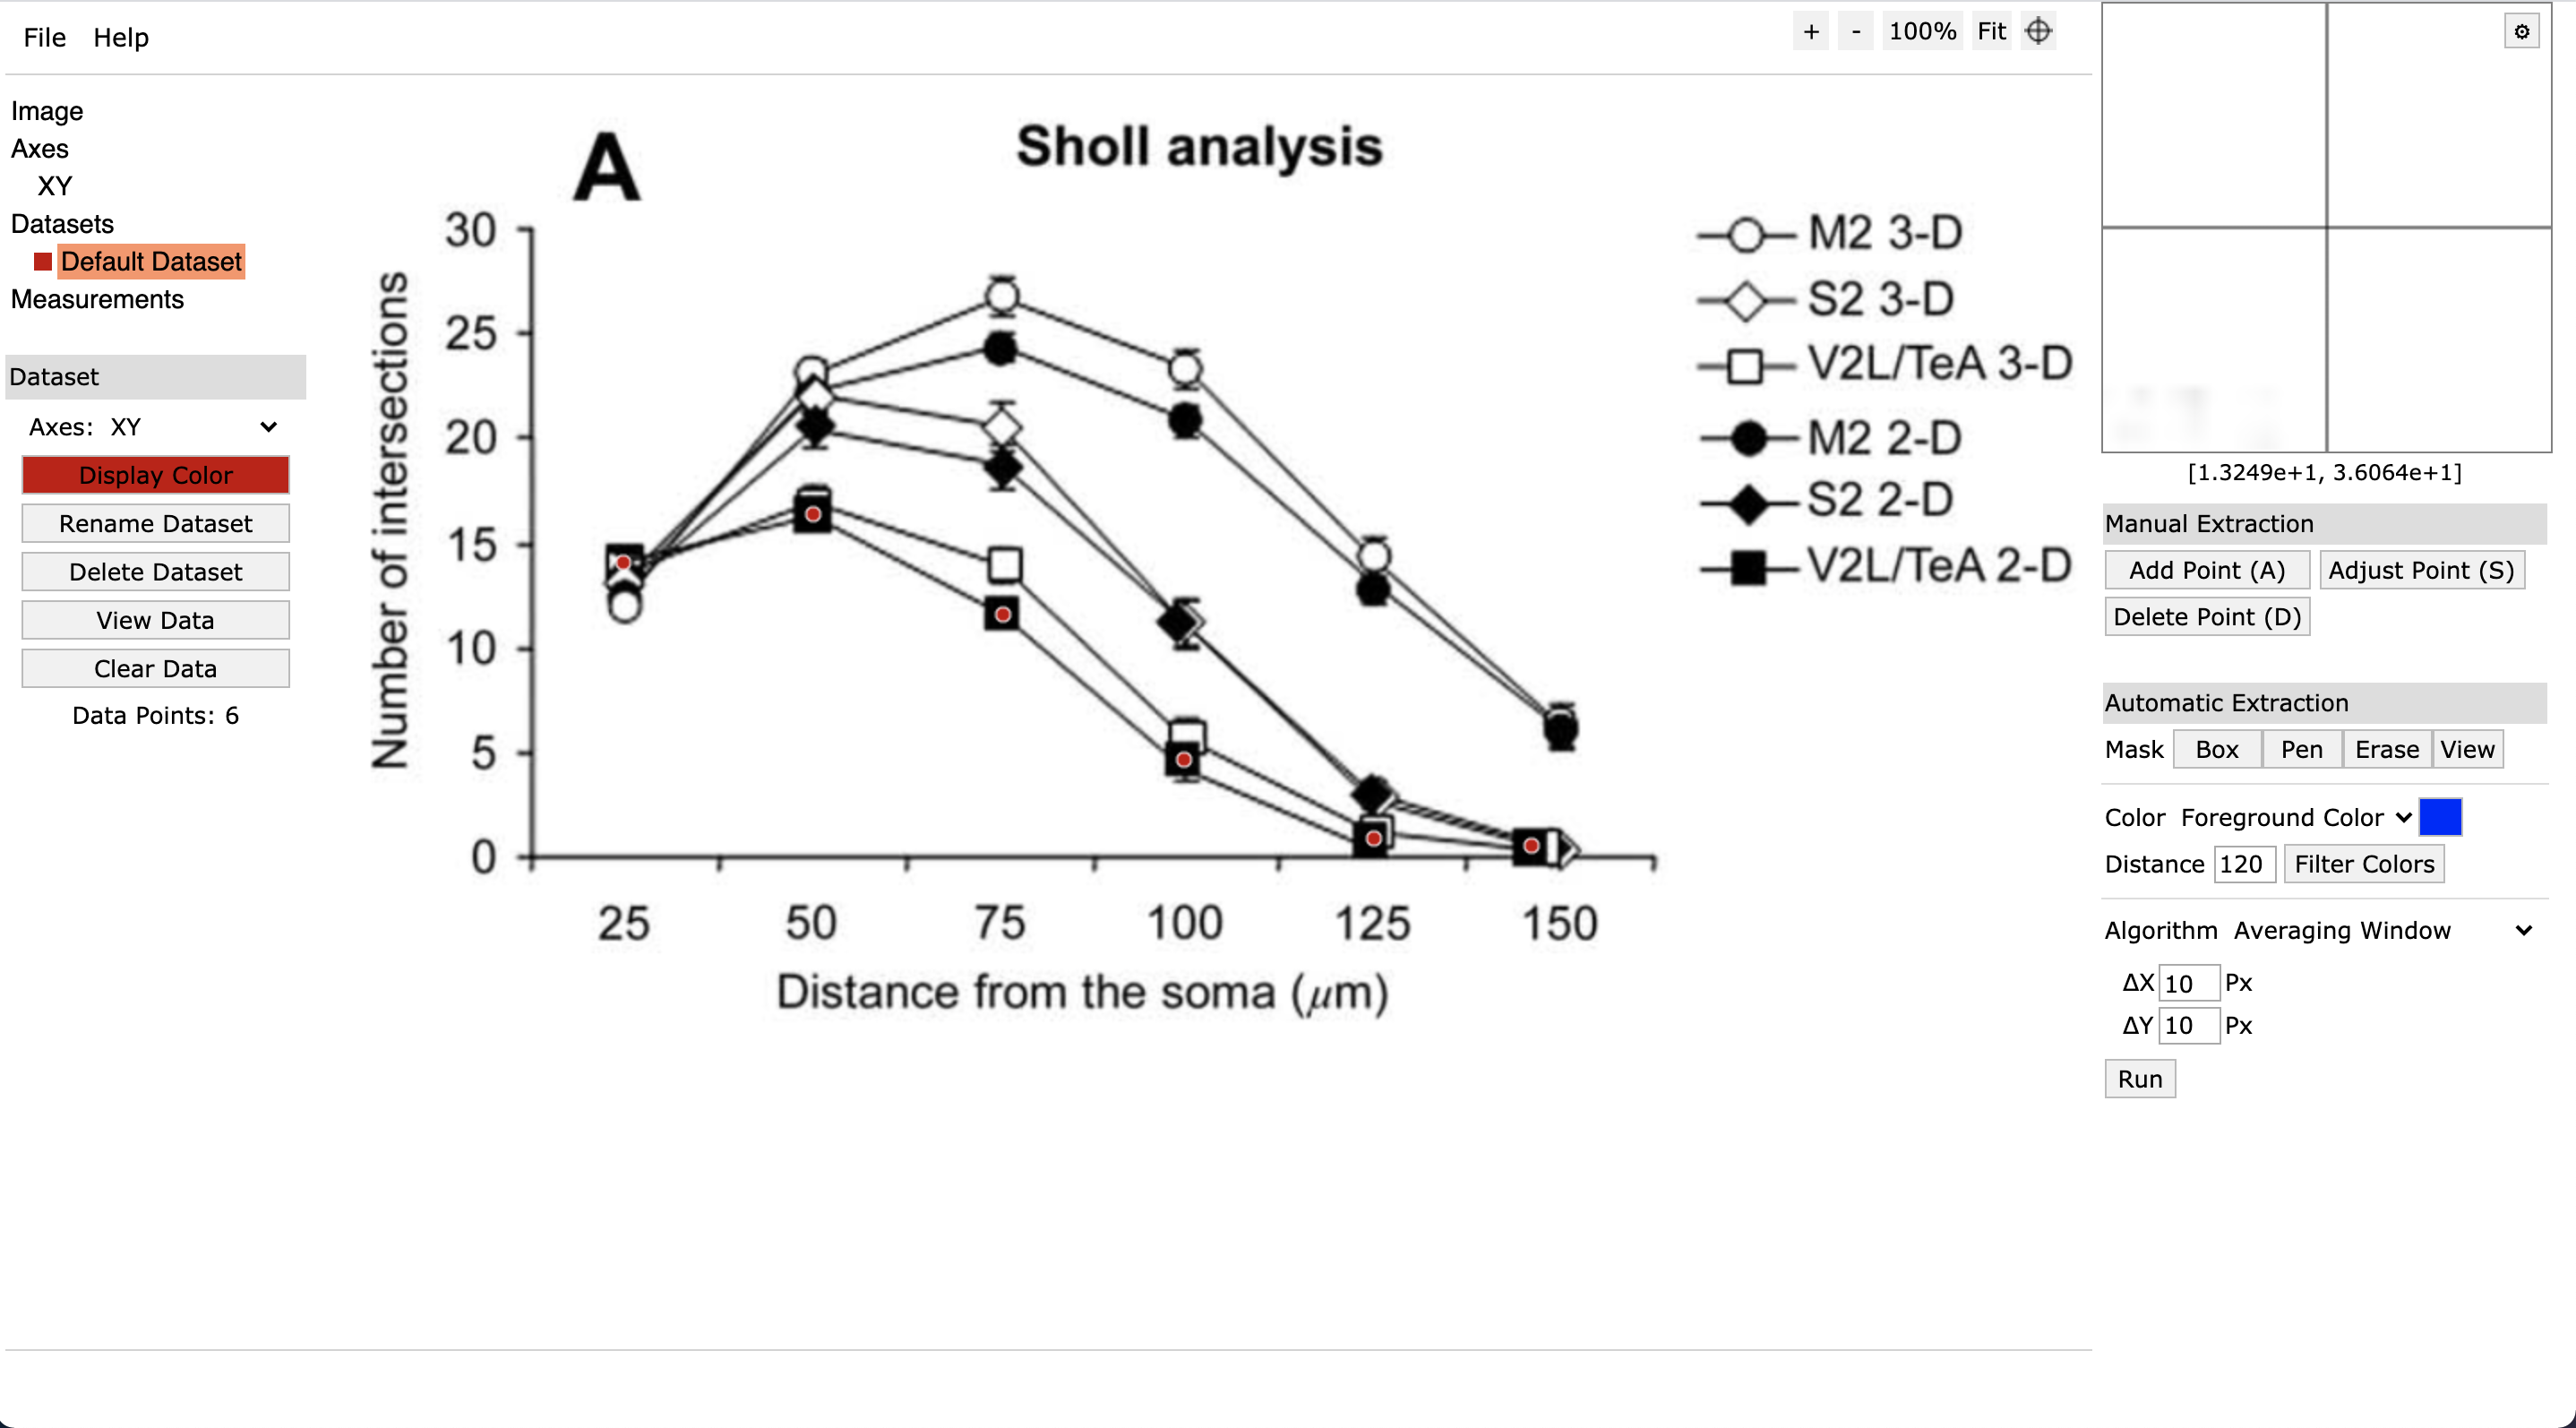 File Help
+ - 100% Fit
Image
Axes
XY
Datasets
Default Dataset
Measurements
Dataset
Axes: XY
Display Color
Rename Dataset
Delete Dataset
View Data
Clear Data
Data Points: 6
A
Sholl analysis
Number of intersections
30
25
20
15
10
5
0
25 50 75 100 125 150
Distance from the soma (μm)
M2 3-D
S2 3-D
V2L/TeA 3-D
M2 2-D
S2 2-D
V2L/TeA 2-D
[1.3249e+1, 3.6064e+1]
Manual Extraction
Add Point (A) Adjust Point (S)
Delete Point (D)
Automatic Extraction
Mask Box Pen Erase View
Color Foreground Color
Distance 120 Filter Colors
Algorithm Averaging Window
ΔX 10 Px
ΔY 10 Px
Run